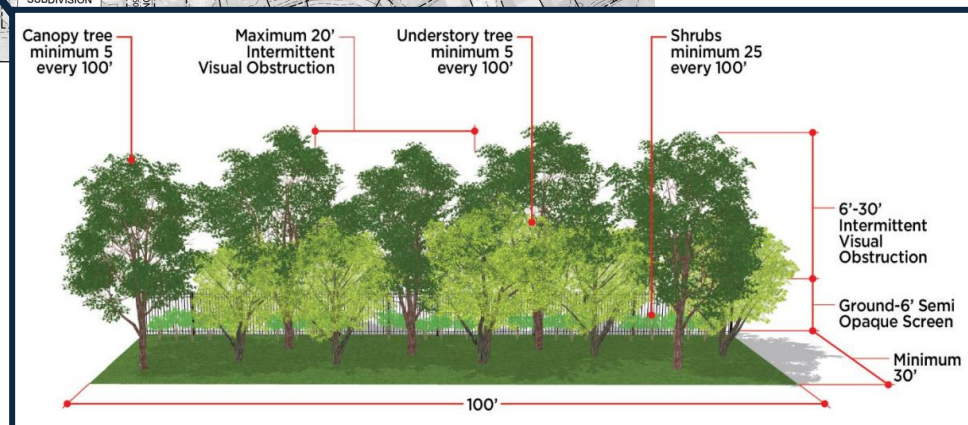 SUBDIVISION
Canopy tree
minimum 5
every 100'
Maximum 20'
Intermittent
Visual Obstruction
Understory tree
minimum 5
every 100'
Shrubs
minimum 25
every 100'
6'-30'
Intermittent
Visual
Obstruction
Ground-6' Semi
Opaque Screen
Minimum
30'
100'